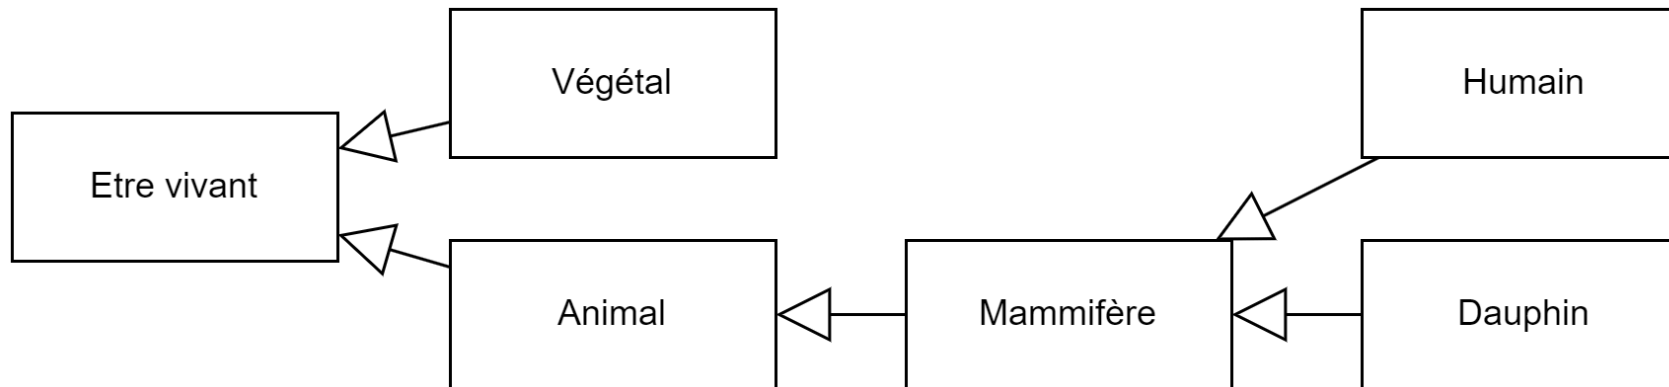 Végétal
Humain
Etre vivant
Animal
Mammifère
Dauphin